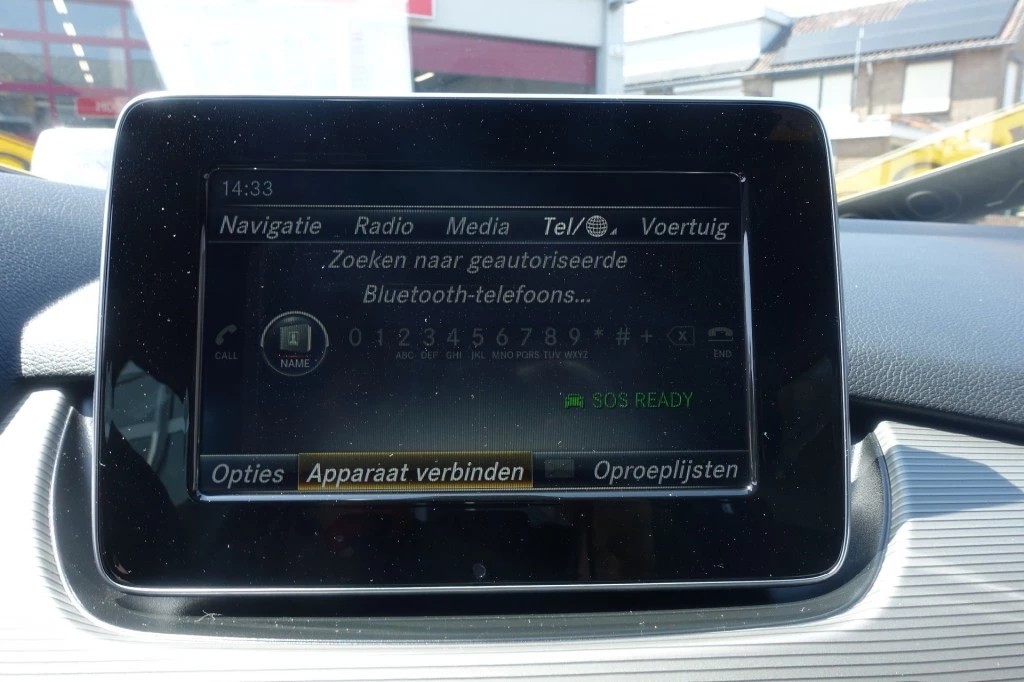 14:33
Navigatie Radio Media Tel/ Voertuig
Zoeken naar geautoriseerde
Bluetooth-telefoons...
0 1 2 3 4 5 6 7 8 9 * # +
CALL NAME ABC DEF GHI JKL MNO PQRS TUV WXYZ END
SOS READY
Opties Apparaat verbinden Oproeplijsten